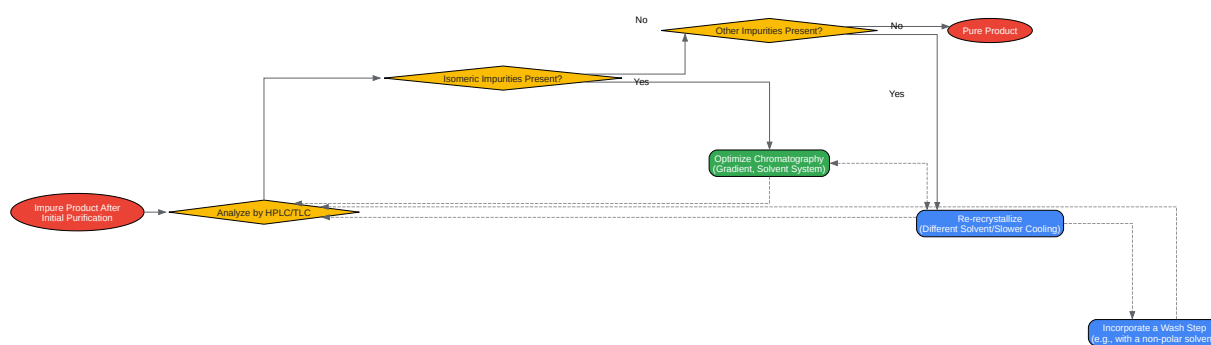 No
Other Impurities Present?
No
Pure Product
Isomeric Impurities Present?
Yes
Yes
Optimize Chromatography
(Gradient, Solvent System)
Impure Product After
Initial Purification
Analyze by HPLC/TLC
Re-recrystallize
(Different Solvent/Slower Cooling)
Incorporate a Wash Step
(e.g., with a non-polar solvent